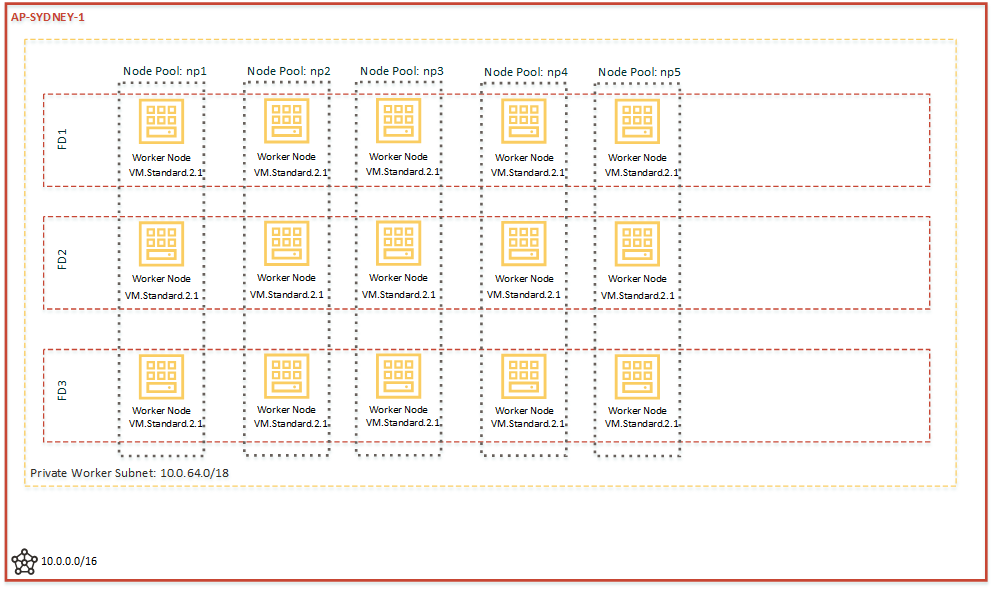 AP-SYDNEY-1
Node Pool: np1
Node Pool: np2
Node Pool: np3
Node Pool: np4
Node Pool: np5
FD1
Worker Node
VM.Standard.2.1
Worker Node
VM.Standard.2.1
Worker Node
VM.Standard.2.1
Worker Node
VM.Standard.2.1
Worker Node
VM.Standard.2.1
FD2
Worker Node
VM.Standard.2.1
Worker Node
VM.Standard.2.1
Worker Node
VM.Standard.2.1
Worker Node
VM.Standard.2.1
Worker Node
VM.Standard.2.1
FD3
Worker Node
VM.Standard.2.1
Worker Node
VM.Standard.2.1
Worker Node
VM.Standard.2.1
Worker Node
VM.Standard.2.1
Worker Node
VM.Standard.2.1
Private Worker Subnet: 10.0.64.0/18
10.0.0.0/16